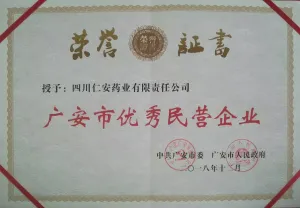 荣誉证书
授予：四川仁安药业有限责任公司
广安市优秀民营企业
中共广安市委 广安市人民政府
二〇一八年十二月